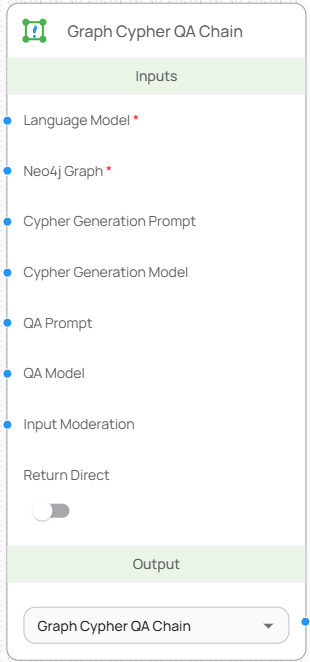 Graph Cypher QA Chain
Inputs
Language Model *
Neo4j Graph *
Cypher Generation Prompt
Cypher Generation Model
QA Prompt
QA Model
Input Moderation
Return Direct
Output
Graph Cypher QA Chain